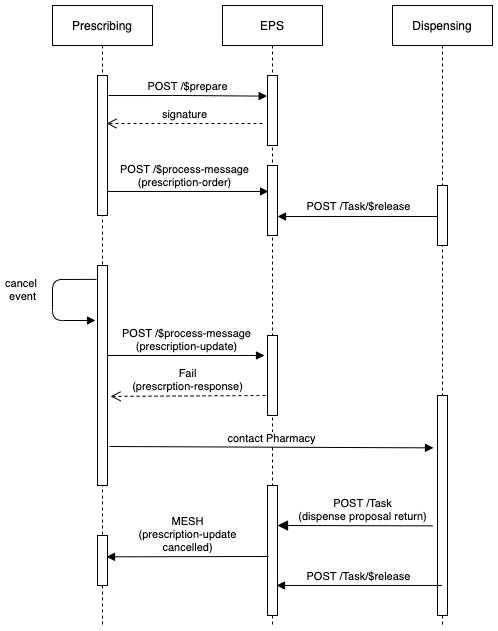 Prescribing
EPS
Dispensing
POST /$prepare
signature
POST /$process-message
(prescription-order)
POST /Task/$release
cancel
event
POST /$process-message
(prescription-update)
Fail
(prescrption-response)
contact Pharmacy
POST /Task
(dispense proposal return)
MESH
(prescription-update
cancelled)
POST /Task/$release